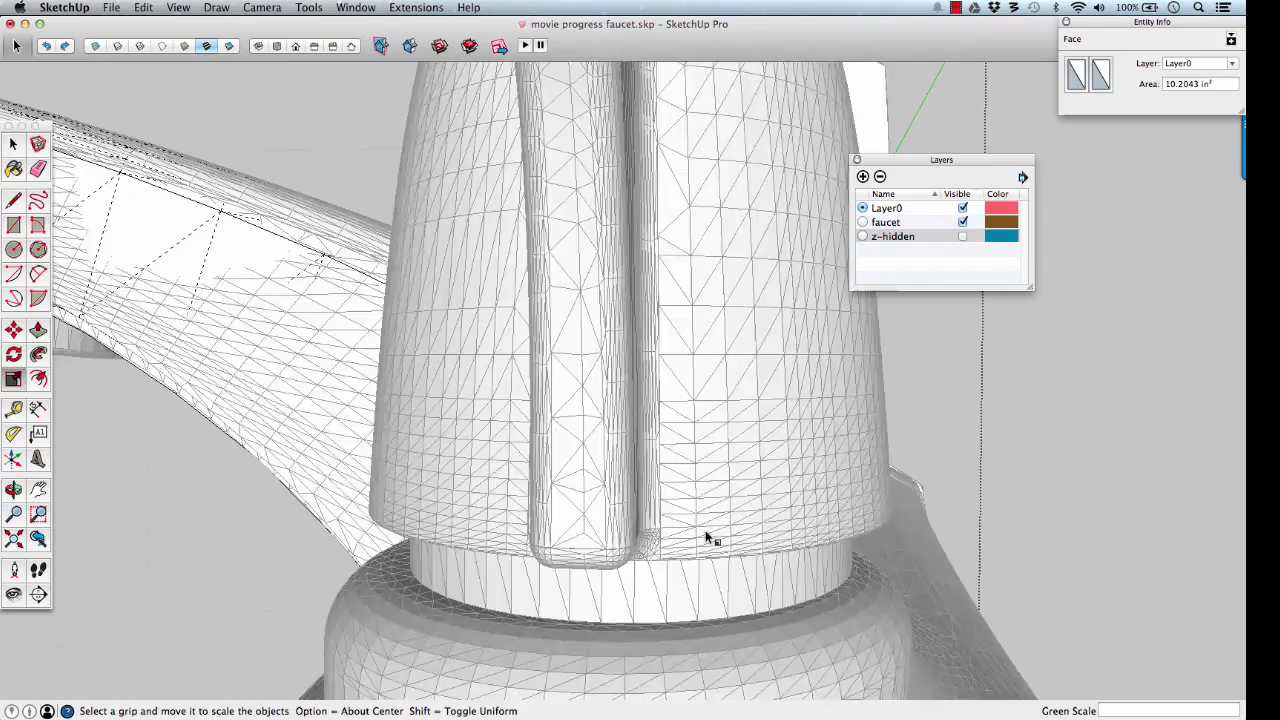 SketchUp File Edit View Draw Camera Tools Window Extensions Help 100%
movie progress faucet.skp - SketchUp Pro
Entity Info
Face
Layer: Layer0
Area: 10.2043 in²
Layers
Name Visible Color
Layer0
faucet
z-hidden
A1
Select a grip and move it to scale the objects Option = About Center Shift = Toggle Uniform Green Scale